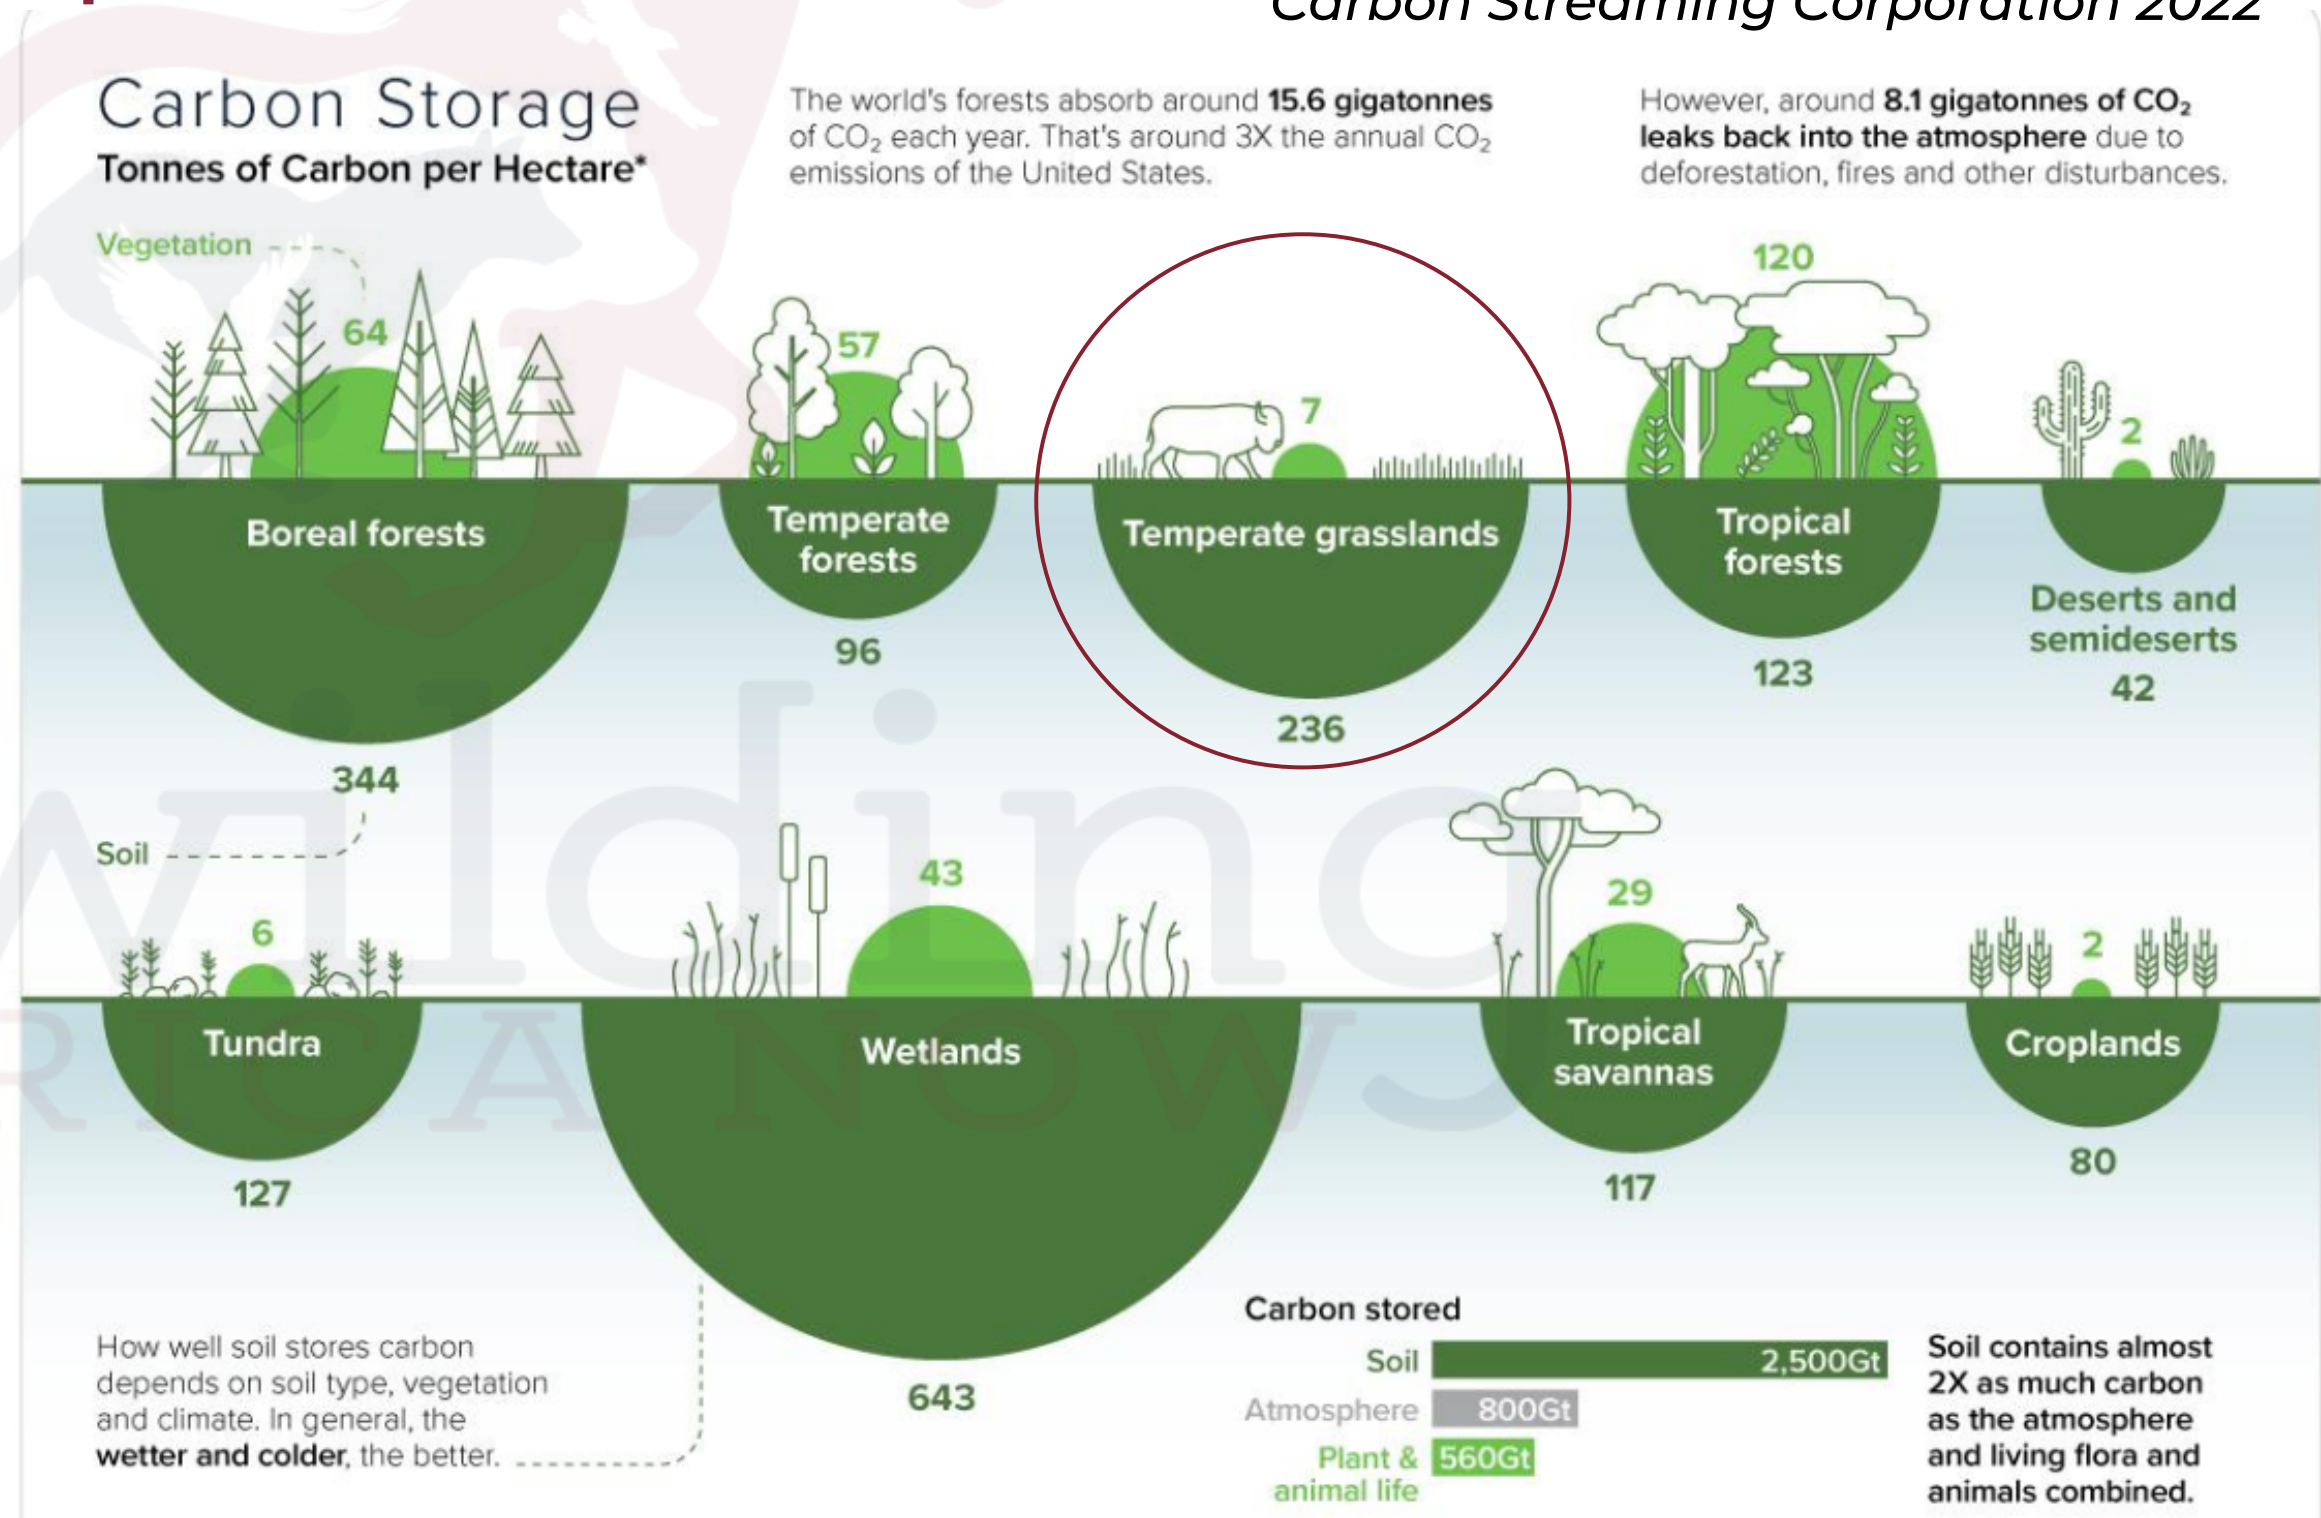 Carbon Streaming Corporation 2022
Carbon Storage
Tonnes of Carbon per Hectare*
The world's forests absorb around 15.6 gigatonnes
of CO₂ each year. That's around 3X the annual CO₂
emissions of the United States.
However, around 8.1 gigatonnes of CO₂
leaks back into the atmosphere due to
deforestation, fires and other disturbances.
Vegetation
64
57
7
120
2
Boreal forests
Temperate
forests
Temperate grasslands
Tropical
forests
Deserts and
semideserts
344
96
236
123
42
Soil
6
43
29
2
Tundra
Wetlands
Tropical
savannas
Croplands
127
643
117
80
How well soil stores carbon
depends on soil type, vegetation
and climate. In general, the
wetter and colder, the better.
Carbon stored
Soil 2,500Gt
Atmosphere 800Gt
Plant & 560Gt
animal life
Soil contains almost
2X as much carbon
as the atmosphere
and living flora and
animals combined.
wilding
RICA NOW